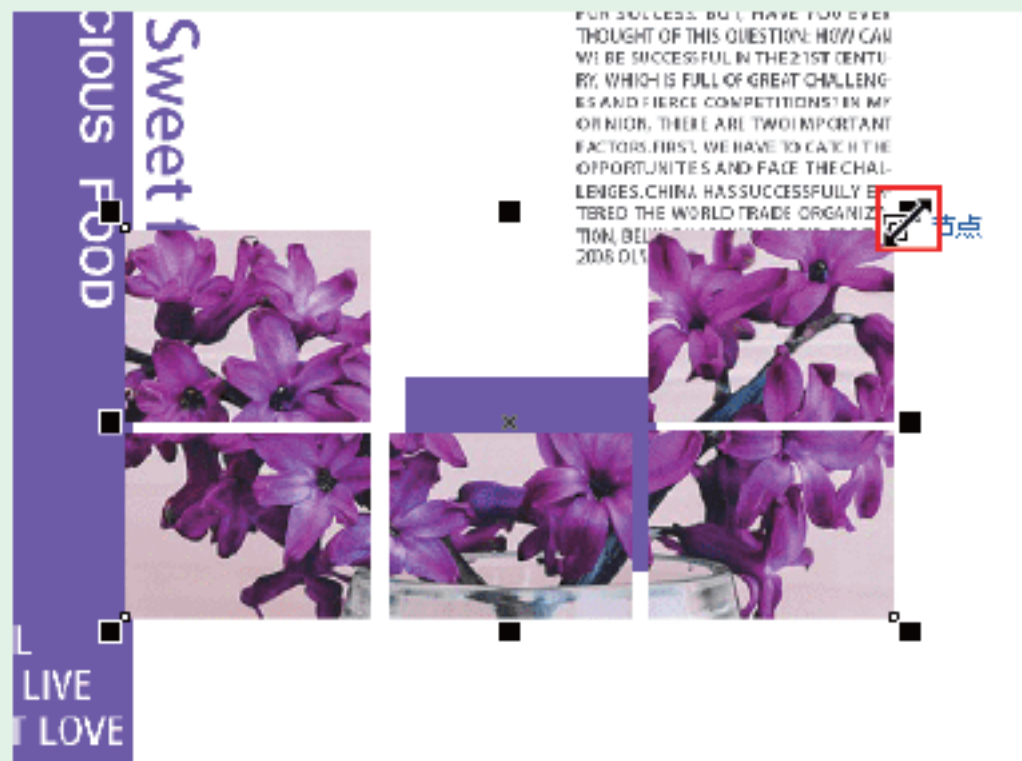 CIOUS FOOD
Sweet
THOUGHT OF THIS QUESTION: HOW CAN
WE BE SUCCESSFUL IN THE 21ST CENTU-
RY, WHICH IS FULL OF GREAT CHALLENG-
ES AND FIERCE COMPETITIONS? IN MY
OPINION, THERE ARE TWO IMPORTANT
FACTORS.FIRST, WE HAVE TO CATCH THE
OPPORTUNITIES AND FACE THE CHAL-
LENGES.CHINA HAS SUCCESSFULLY
TERED THE WORLD TRADE ORGANIZ
TION,
2008
节点
L
LIVE
T LOVE